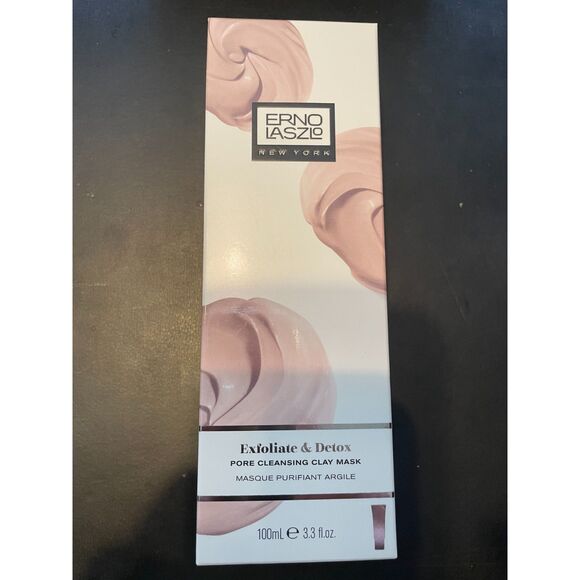 ERNO
LASZLO
NEW YORK
Exfoliate & Detox
PORE CLEANSING CLAY MASK
MASQUE PURIFIANT ARGILE
100mL ℮ 3.3 fl.oz.